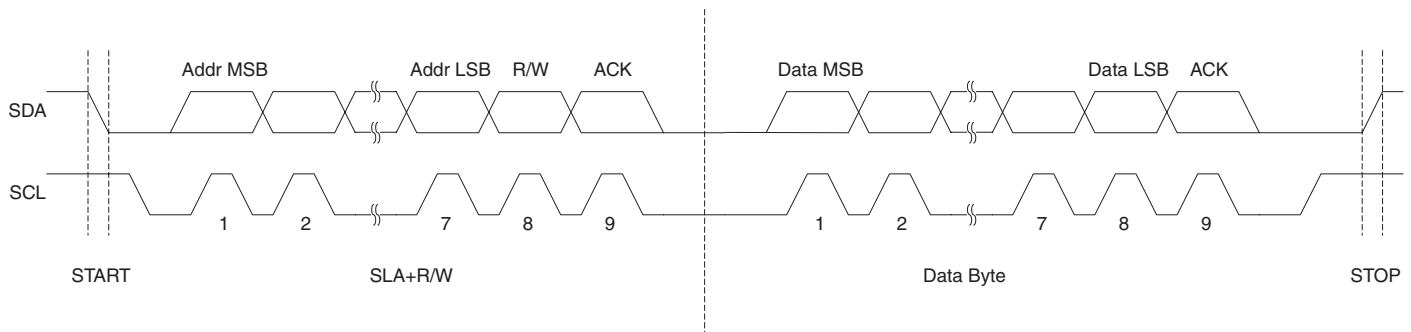 Addr MSB Addr LSB R/W ACK Data MSB Data LSB ACK
SDA
SCL
1 2 7 8 9 1 2 7 8 9
START SLA+R/W Data Byte STOP